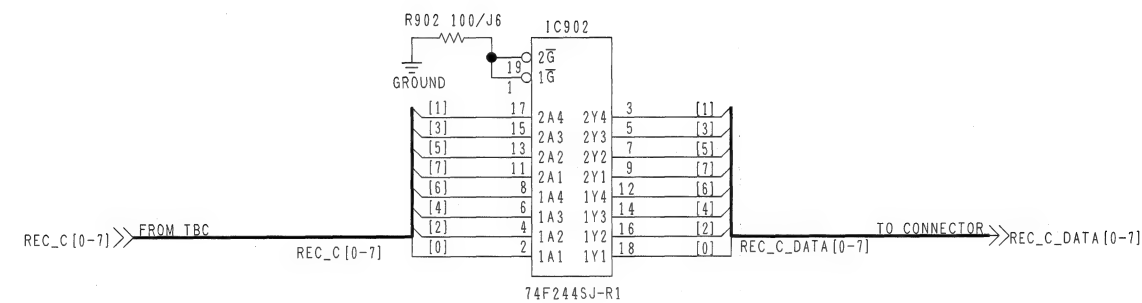 R902 100/J6
IC902
GROUND
19 2G̅
1 1G̅
[1] 17 2A4 2Y4 3 [1]
[3] 15 2A3 2Y3 5 [3]
[5] 13 2A2 2Y2 7 [5]
[7] 11 2A1 2Y1 9 [7]
[6] 8 1A4 1Y4 12 [6]
[4] 6 1A3 1Y3 14 [4]
[2] 4 1A2 1Y2 16 [2]
[0] 2 1A1 1Y1 18 [0]
REC_C[0-7] FROM TBC
REC_C[0-7]
TO CONNECTOR REC_C_DATA[0-7]
REC_C_DATA[0-7]
74F244SJ-R1